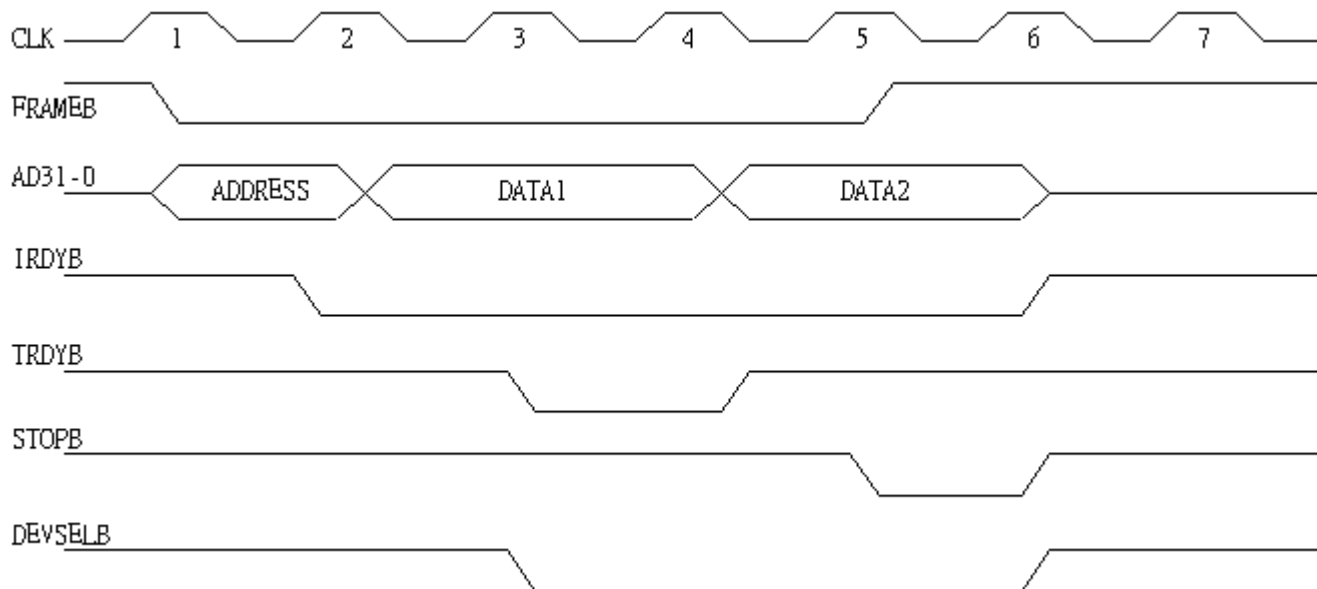 CLK 1 2 3 4 5 6 7
FRAMEB
AD31-0 ADDRESS DATA1 DATA2
IRDYB
TRDYB
STOPB
DEVSELB